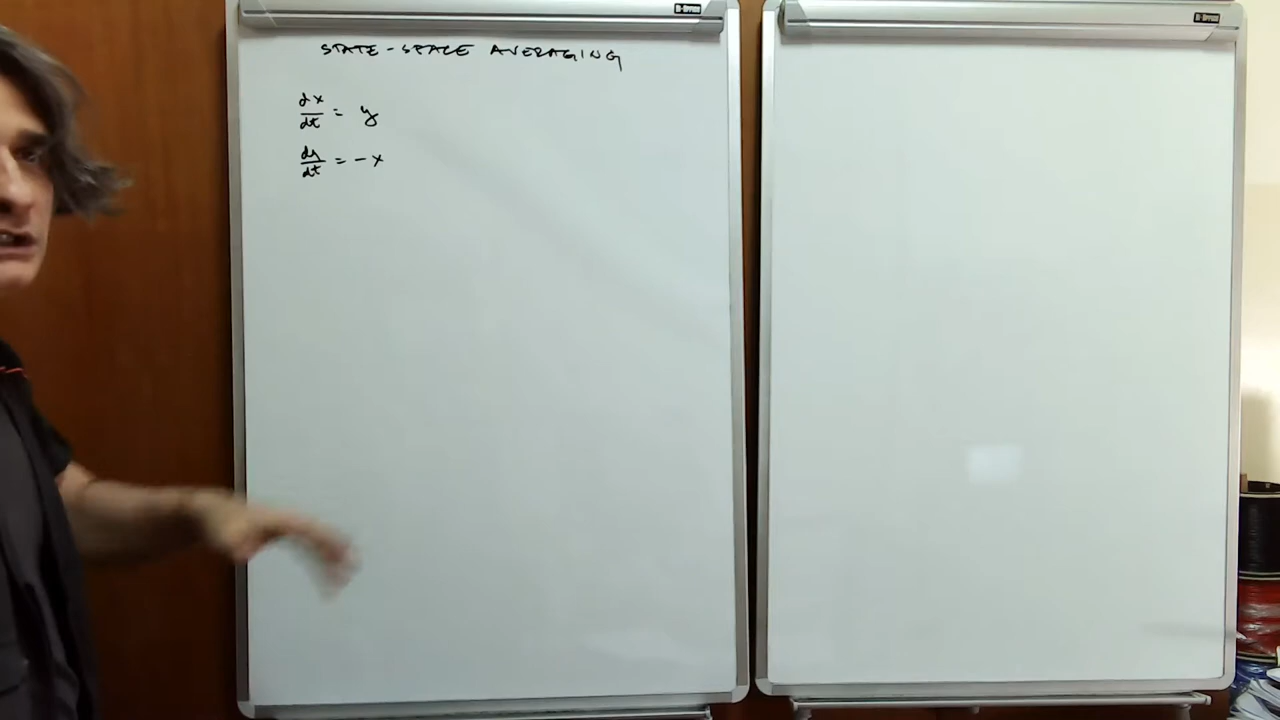 STATE-SPACE AVERAGING
dx/dt = y
dy/dt = -x